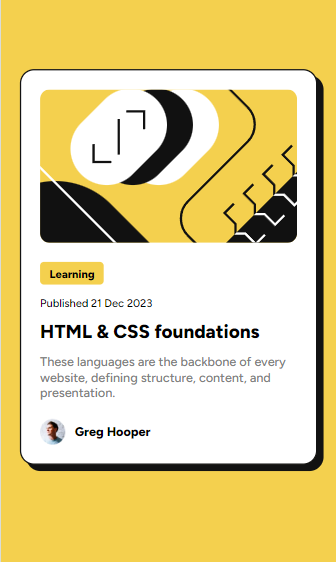 Learning
Published 21 Dec 2023
HTML & CSS foundations
These languages are the backbone of every
website, defining structure, content, and
presentation.
Greg Hooper